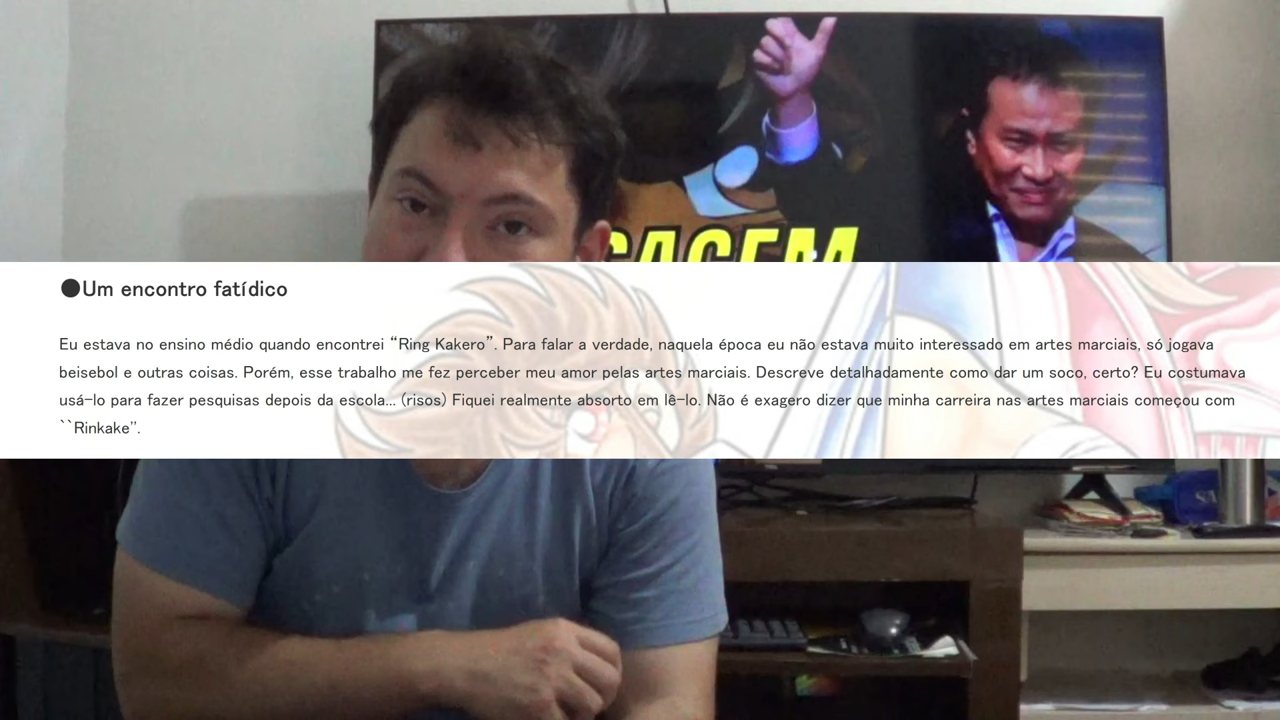 ●Um encontro fatídico
Eu estava no ensino médio quando encontrei “Ring Kakero”. Para falar a verdade, naquela época eu não estava muito interessado em artes marciais, só jogava
beisebol e outras coisas. Porém, esse trabalho me fez perceber meu amor pelas artes marciais. Descreve detalhadamente como dar um soco, certo? Eu costumava
usá-lo para fazer pesquisas depois da escola... (risos) Fiquei realmente absorto em lê-lo. Não é exagero dizer que minha carreira nas artes marciais começou com
``Rinkake’’.